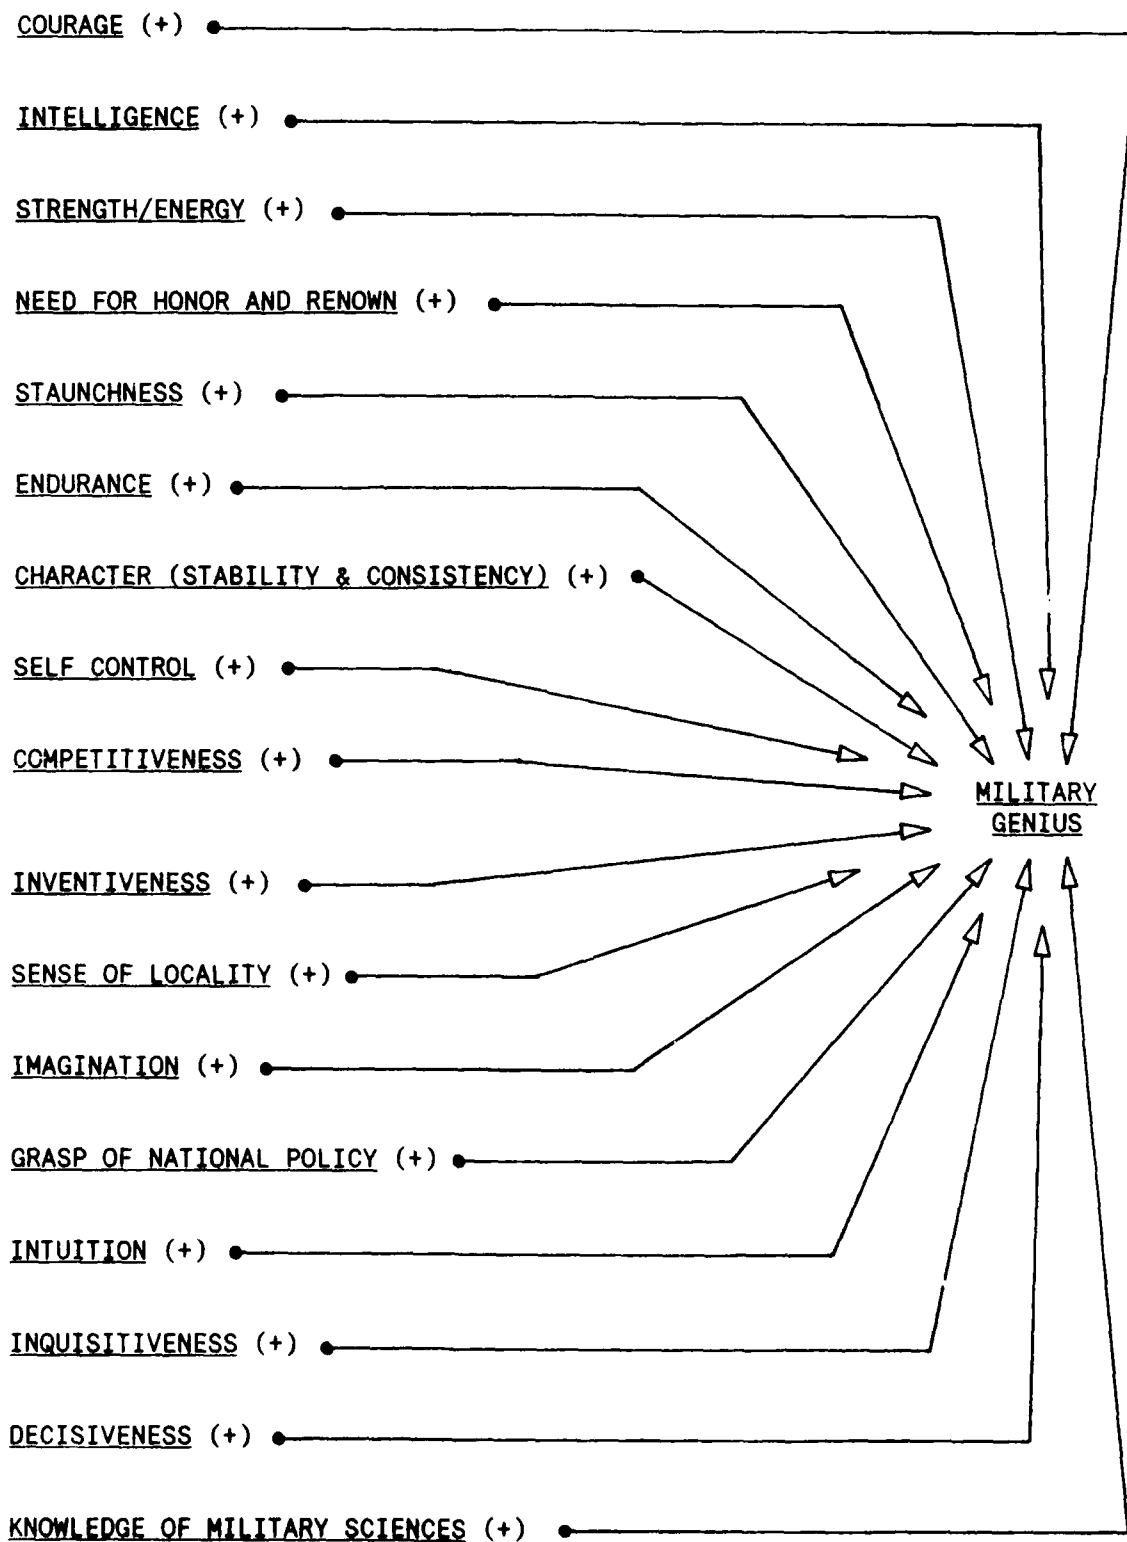 COURAGE (+)
INTELLIGENCE (+)
STRENGTH/ENERGY (+)
NEED FOR HONOR AND RENOWN (+)
STAUNCHNESS (+)
ENDURANCE (+)
CHARACTER (STABILITY & CONSISTENCY) (+)
SELF CONTROL (+)
COMPETITIVENESS (+)
MILITARY
GENIUS
INVENTIVENESS (+)
SENSE OF LOCALITY (+)
IMAGINATION (+)
GRASP OF NATIONAL POLICY (+)
INTUITION (+)
INQUISITIVENESS (+)
DECISIVENESS (+)
KNOWLEDGE OF MILITARY SCIENCES (+)